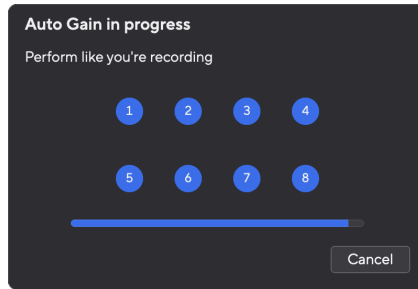 Auto Gain in progress
Perform like you're recording
1 2 3 4
5 6 7 8
Cancel